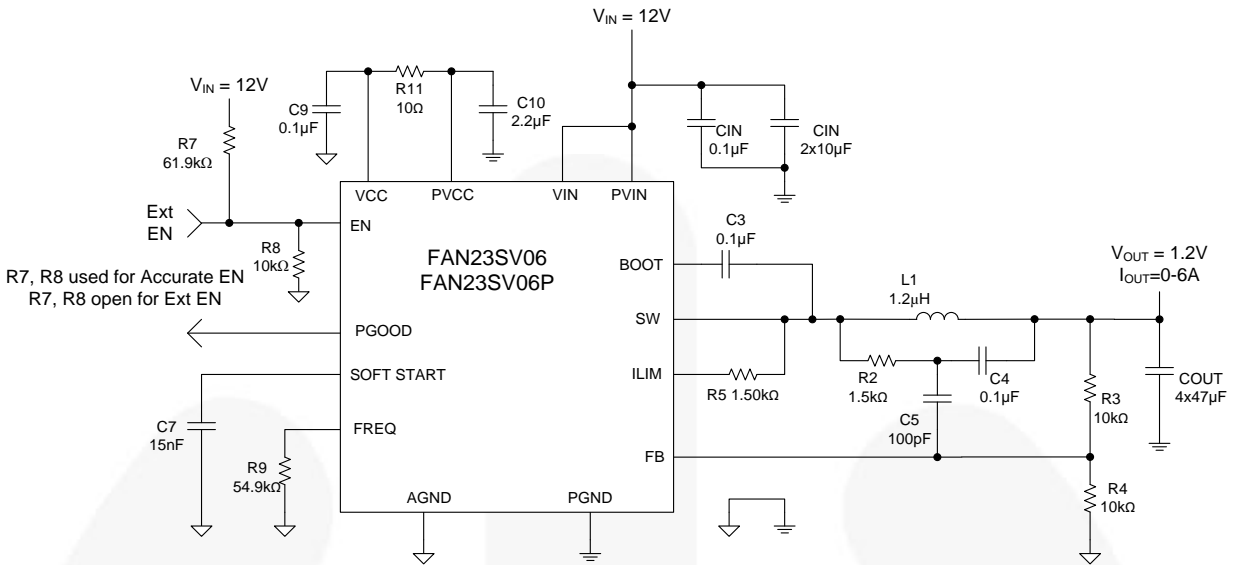 V_IN = 12V
V_IN = 12V
R11
10Ω
C9
0.1µF
C10
2.2µF
R7
61.9kΩ
CIN
0.1µF
CIN
2x10µF
VCC
PVCC
VIN
PVIN
Ext
EN
EN
R8
10kΩ
FAN23SV06
FAN23SV06P
R7, R8 used for Accurate EN
R7, R8 open for Ext EN
C3
0.1µF
BOOT
V_OUT = 1.2V
I_OUT=0-6A
L1
1.2µH
PGOOD
SW
SOFT START
ILIM
R5 1.50kΩ
R2
1.5kΩ
C4
0.1µF
R3
10kΩ
COUT
4x47µF
C7
15nF
FREQ
C5
100pF
R9
54.9kΩ
FB
R4
10kΩ
AGND
PGND